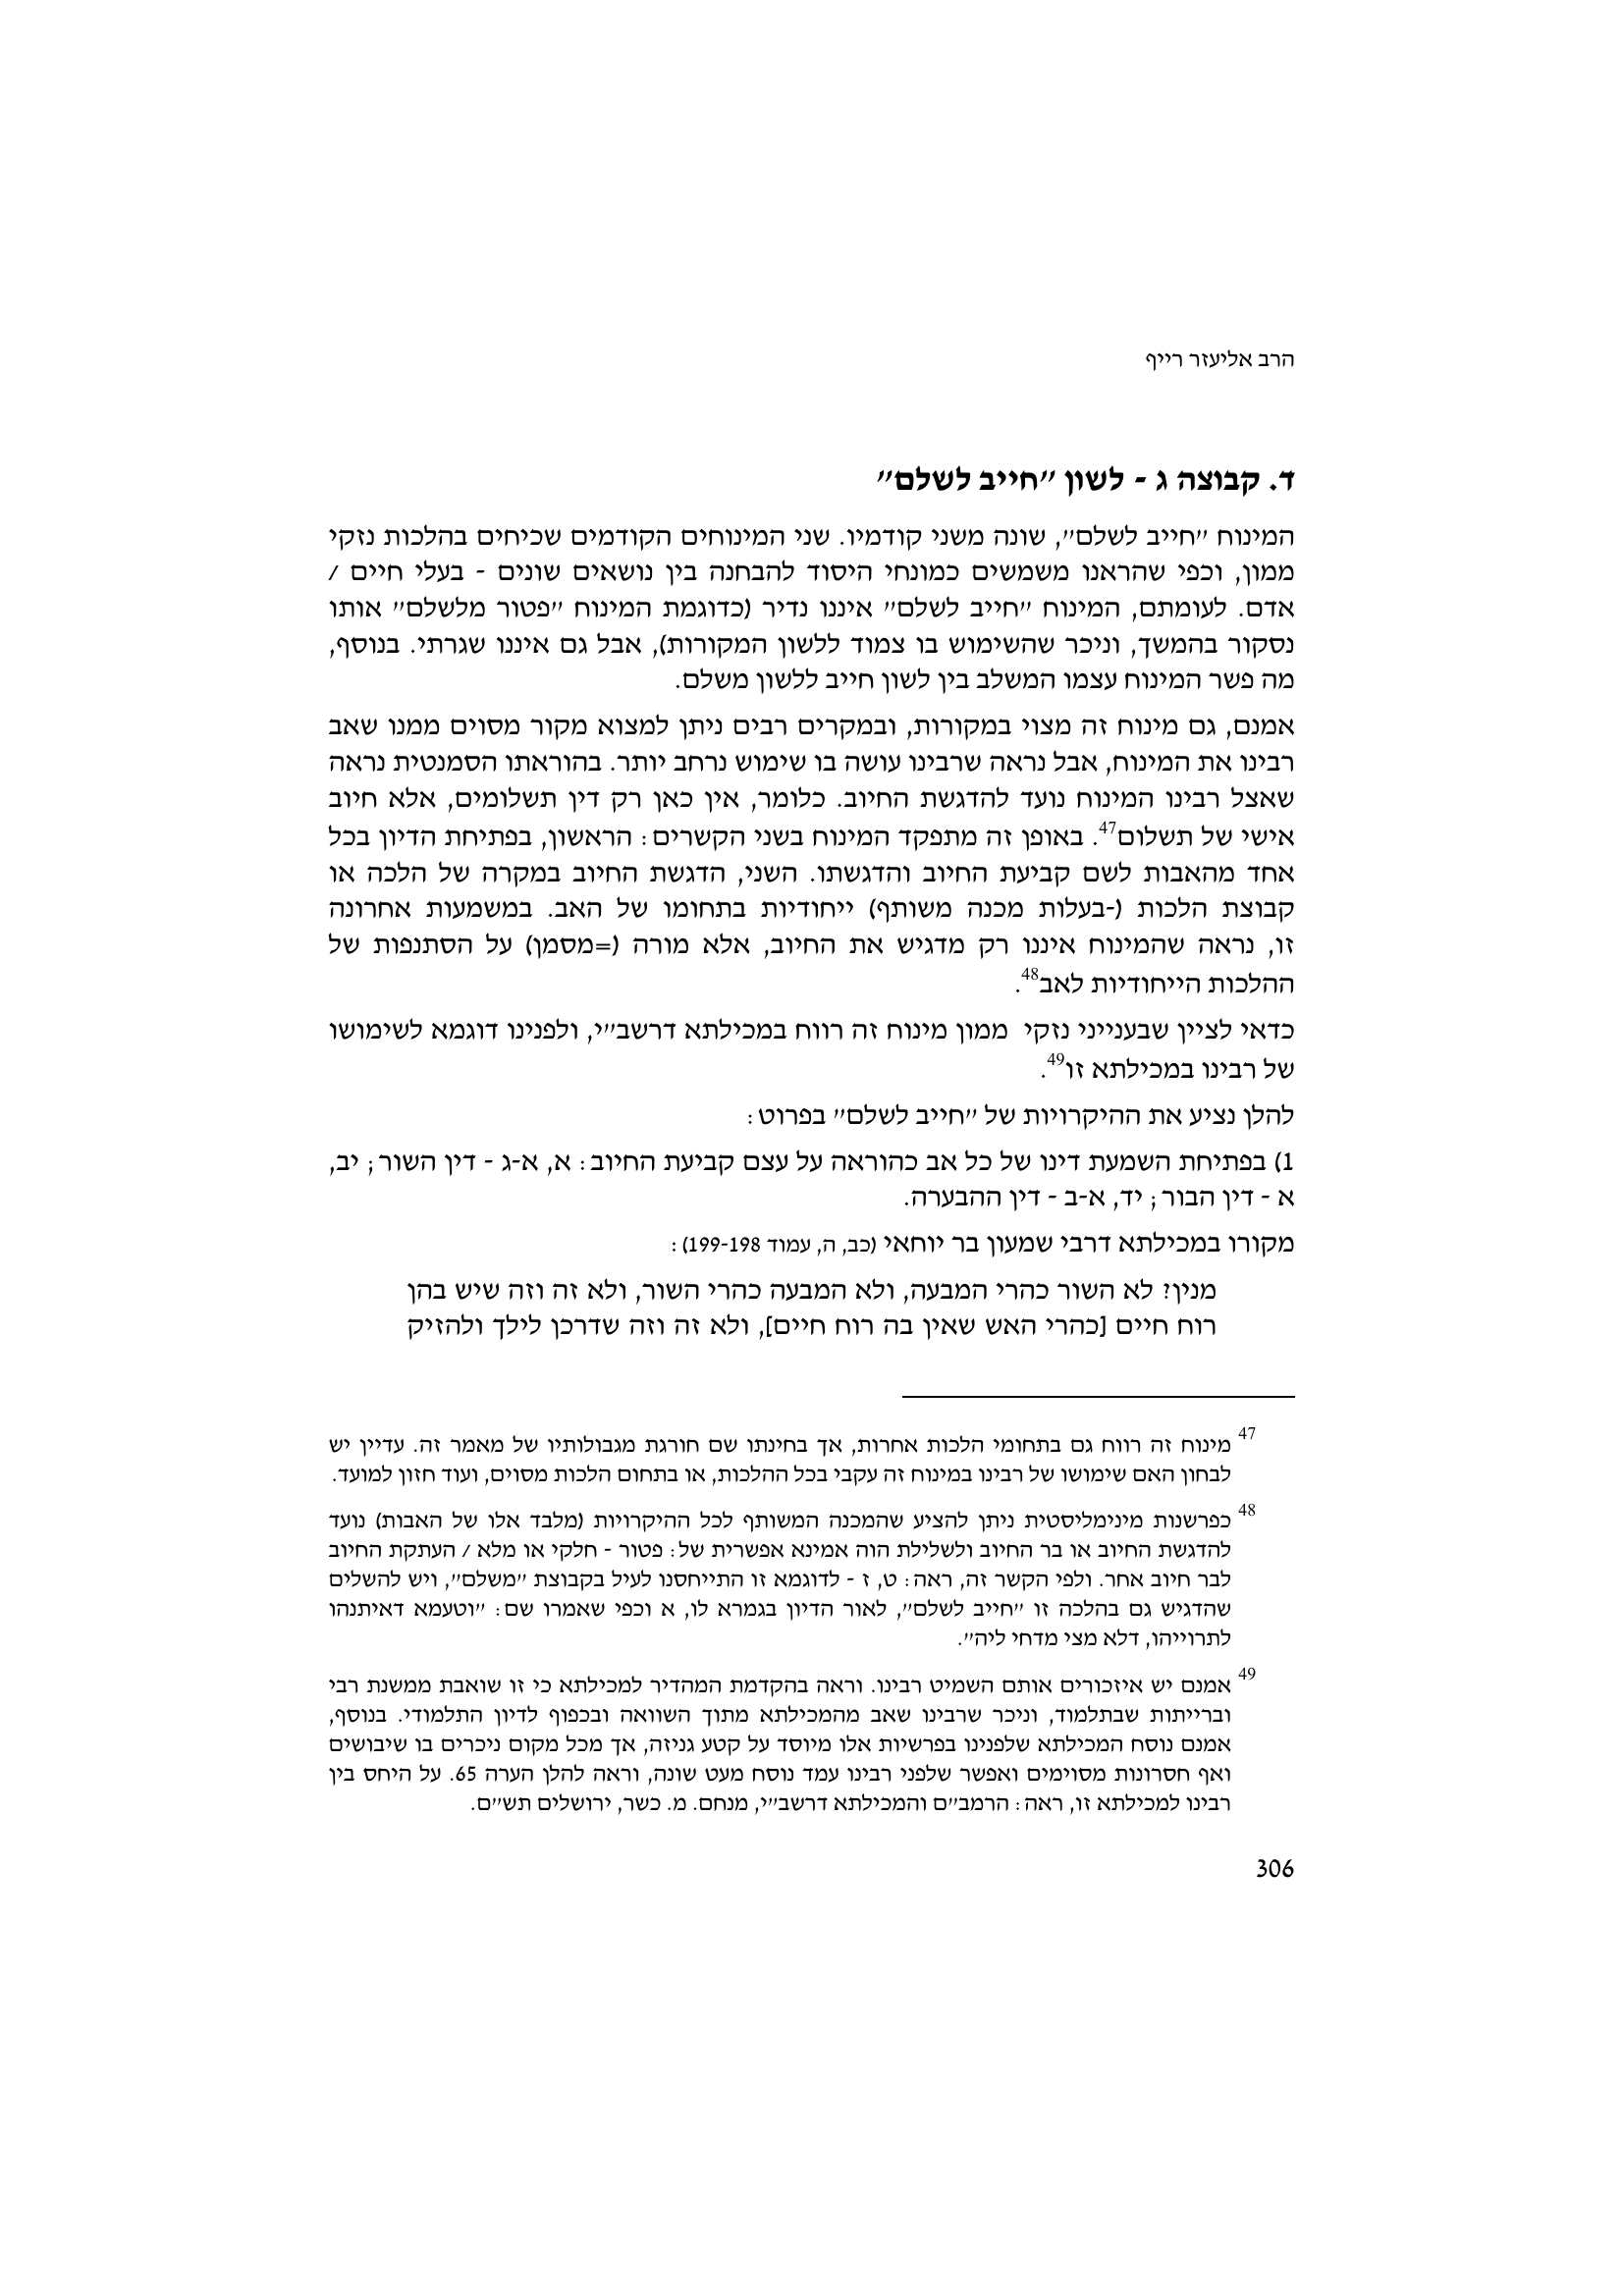 הרב אליעזר רייף
ד. קבוצה ג - לשון "חייב לשלם"
המינוח "חייב לשלם", שונה משני קודמיו. שני המינוחים הקודמים שכיחים בהלכות נזקי
ממון, וכפי שהראנו משמשים כמונחי היסוד להבחנה בין נושאים שונים - בעלי חיים /
אדם. לעומתם, המינוח "חייב לשלם" איננו נדיר (כדוגמת המינוח "פטור מלשלם" אותו
נסקור בהמשך, וניכר שהשימוש בו צמוד ללשון המקורות), אבל גם איננו שגרתי. בנוסף,
מה פשר המינוח עצמו המשלב בין לשון חייב ללשון משלם.
אמנם, גם מינוח זה מצוי במקורות, ובמקרים רבים ניתן למצוא מקור מסוים ממנו שאב
רבינו את המינוח, אבל נראה שרבינו עושה בו שימוש נרחב יותר. בהוראתו הסמנטית נראה
שאצל רבינו המינוח נועד להדגשת החיוב. כלומר, אין כאן רק דין תשלומים, אלא חיוב
אישי של תשלום47. באופן זה מתפקד המינוח בשני הקשרים: הראשון, בפתיחת הדיון בכל
אחד מהאבות לשם קביעת החיוב והדגשתו. השני, הדגשת החיוב במקרה של הלכה או
קבוצת הלכות (-בעלות מכנה משותף) ייחודיות בתחומו של האב. במשמעות אחרונה
זו, נראה שהמינוח איננו רק מדגיש את החיוב, אלא מורה (=מסמן) על הסתנפות של
ההלכות הייחודיות לאב48.
כדאי לציין שבענייני נזקי ממון מינוח זה רווח במכילתא דרשב"י, ולפנינו דוגמא לשימושו
של רבינו במכילתא זו49.
להלן נציע את ההיקרויות של "חייב לשלם" בפרוט:
1) בפתיחת השמעת דינו של כל אב כהוראה על עצם קביעת החיוב: א, א-ג - דין השור; יב,
א - דין הבור; יד, א-ב - דין ההבערה.
מקורו במכילתא דרבי שמעון בר יוחאי (כב, ה, עמוד 199-198):
מנין? לא השור כהרי המבעה, ולא המבעה כהרי השור, ולא זה וזה שיש בהן
רוח חיים [כהרי האש שאין בה רוח חיים], ולא זה וזה שדרכן לילך ולהזיק
47 מינוח זה רווח גם בתחומי הלכות אחרות, אך בחינתו שם חורגת מגבולותיו של מאמר זה. עדיין יש
לבחון האם שימושו של רבינו במינוח זה עקבי בכל ההלכות, או בתחום הלכות מסוים, ועוד חזון למועד.
48 כפרשנות מינימליסטית ניתן להציע שהמכנה המשותף לכל ההיקרויות (מלבד אלו של האבות) נועד
להדגשת החיוב או בר החיוב ולשלילת הוה אמינא אפשרית של: פטור - חלקי או מלא / העתקת החיוב
לבר חיוב אחר. ולפי הקשר זה, ראה: ט, ז - לדוגמא זו התייחסנו לעיל בקבוצת "משלם", ויש להשלים
שהדגיש גם בהלכה זו "חייב לשלם", לאור הדיון בגמרא לו, א וכפי שאמרו שם: "וטעמא דאיתנהו
לתרוייהו, דלא מצי מדחי ליה".
49 אמנם יש איזכורים אותם השמיט רבינו. וראה בהקדמת המהדיר למכילתא כי זו שואבת ממשנת רבי
וברייתות שבתלמוד, וניכר שרבינו שאב מהמכילתא מתוך השוואה ובכפוף לדיון התלמודי. בנוסף,
אמנם נוסח המכילתא שלפנינו בפרשיות אלו מיוסד על קטע גניזה, אך מכל מקום ניכרים בו שיבושים
ואף חסרונות מסוימים ואפשר שלפני רבינו עמד נוסח מעט שונה, וראה להלן הערה 65. על היחס בין
רבינו למכילתא זו, ראה: הרמב"ם והמכילתא דרשב"י, מנחם. מ. כשר, ירושלים תש"ם.
306